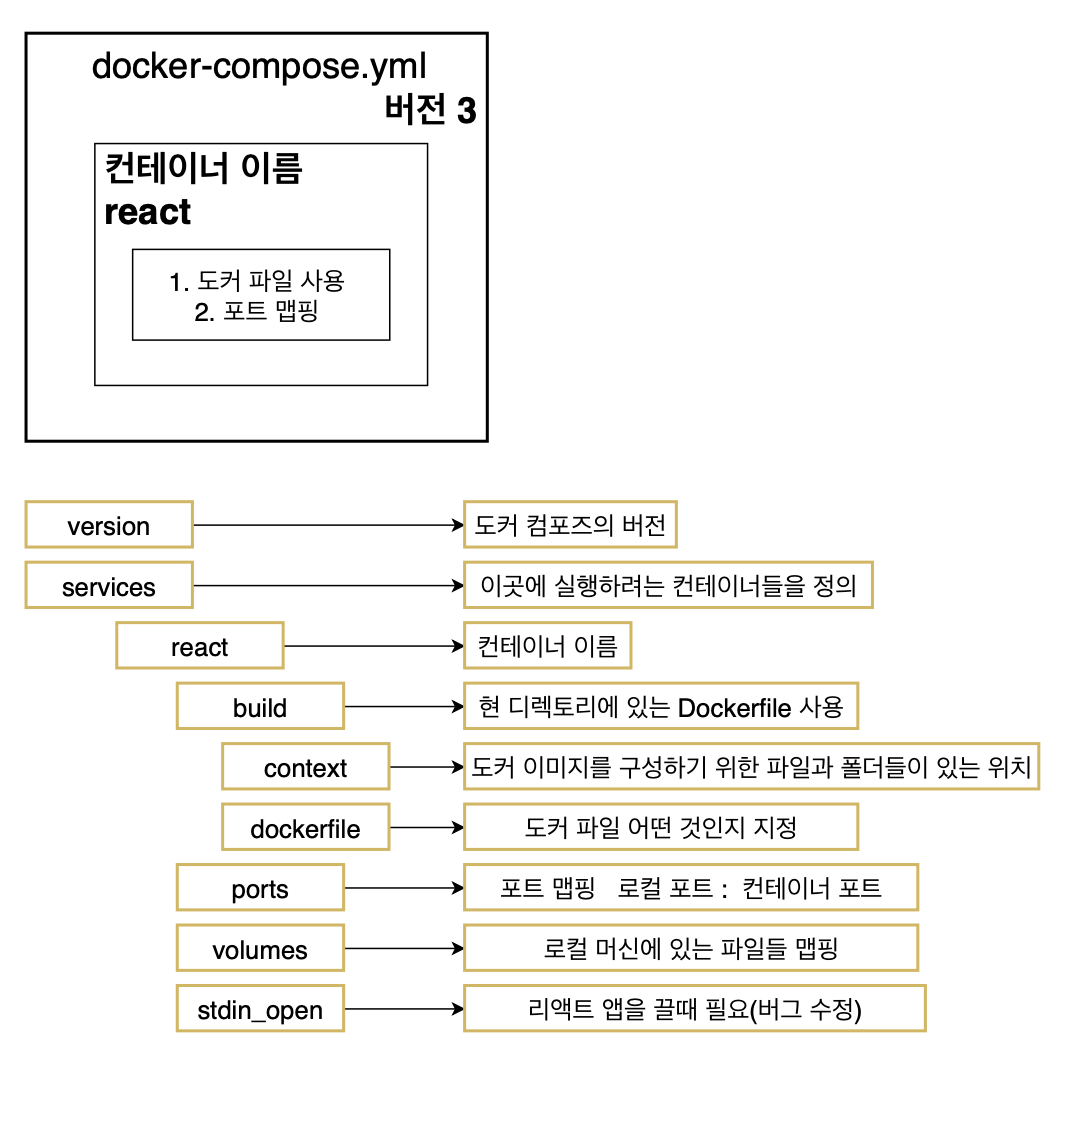 docker-compose.yml
버전 3
컨테이너 이름
react
1. 도커 파일 사용
2. 포트 맵핑
version
도커 컴포즈의 버전
services
이곳에 실행하려는 컨테이너들을 정의
react
컨테이너 이름
build
현 디렉토리에 있는 Dockerfile 사용
context
도커 이미지를 구성하기 위한 파일과 폴더들이 있는 위치
dockerfile
도커 파일 어떤 것인지 지정
ports
포트 맵핑 로컬 포트 : 컨테이너 포트
volumes
로컬 머신에 있는 파일들 맵핑
stdin_open
리액트 앱을 끌때 필요(버그 수정)